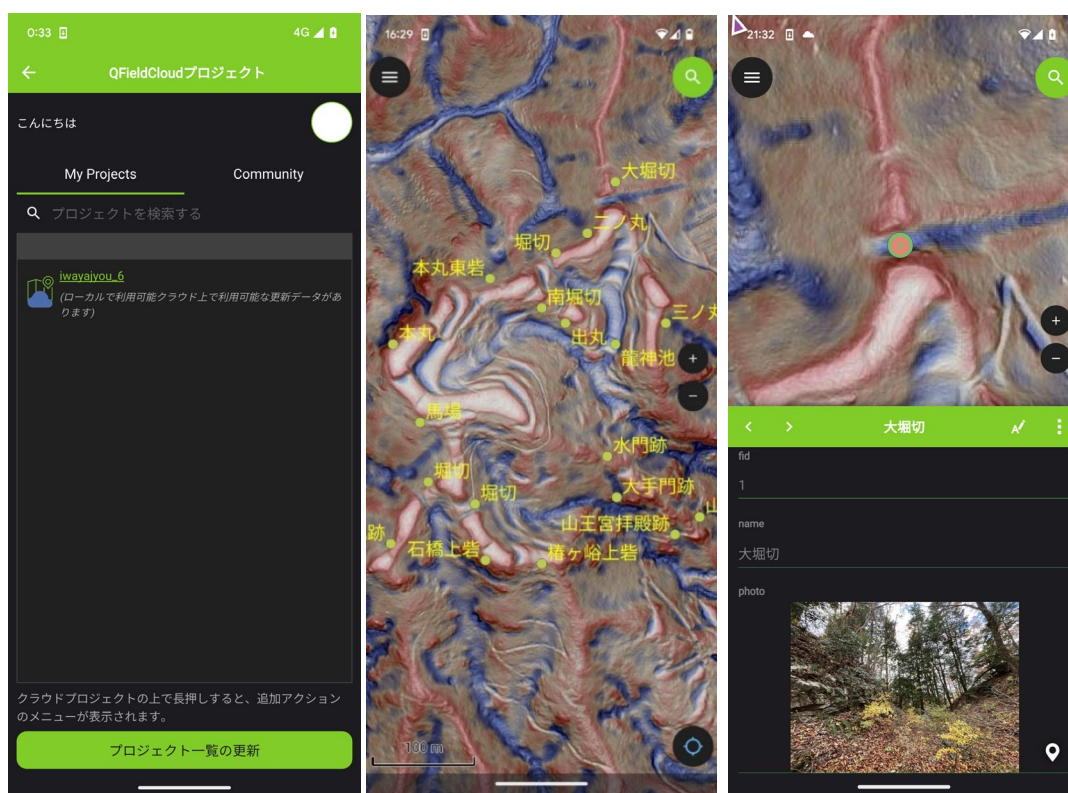 0:33
4G
QFieldCloudプロジェクト
こんにちは
My Projects
Community
プロジェクトを検索する
iwayajyou_6
(ローカルで利用可能クラウド上で利用可能な更新データがあ
ります)
クラウドプロジェクトの上で長押しすると、追加アクション
のメニューが表示されます。
プロジェクト一覧の更新
16:29
大堀切
二ノ丸
堀切
本丸東砦
南堀切
三ノ丸
本丸
出丸
龍神池
+
−
馬場
水門跡
堀切
大手門跡
堀切
山
山王宮拝殿跡
跡
石橋上砦
椿ヶ峪上砦
100 m
21:32
+
−
大堀切
fid
1
name
大堀切
photo